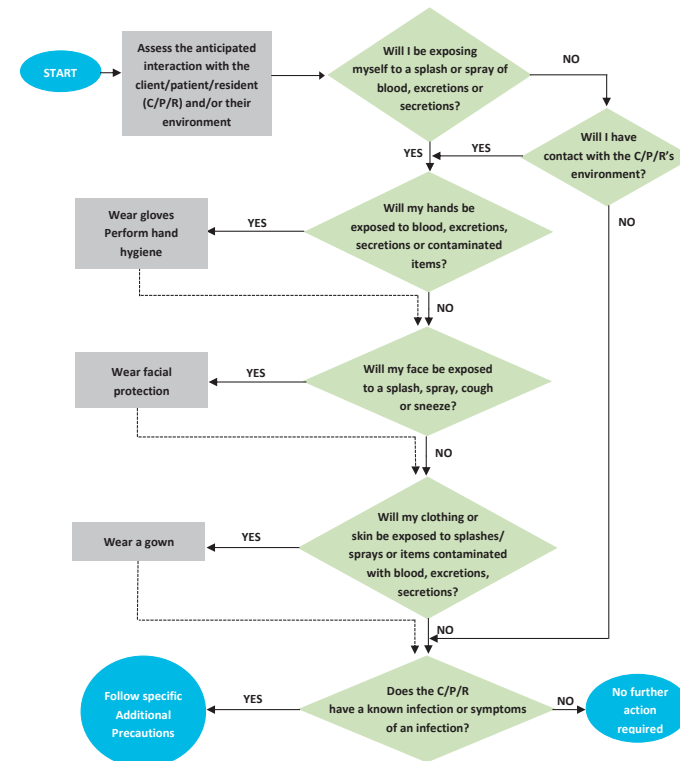 START
Assess the anticipated
interaction with the
client/patient/resident
(C/P/R) and/or their
environment
Will I be exposing
myself to a splash or spray of
blood, excretions or
secretions?
NO
Will I have
contact with the C/P/R's
environment?
YES
YES
NO
Will my hands be
exposed to blood, excretions,
secretions or contaminated
items?
YES
Wear gloves
Perform hand
hygiene
NO
Will my face be exposed
to a splash, spray, cough
or sneeze?
YES
Wear facial
protection
NO
Will my clothing or
skin be exposed to splashes/
sprays or items contaminated
with blood, excretions,
secretions?
YES
Wear a gown
NO
Does the C/P/R
have a known infection or symptoms
of an infection?
YES
Follow specific
Additional
Precautions
NO
No further
action
required